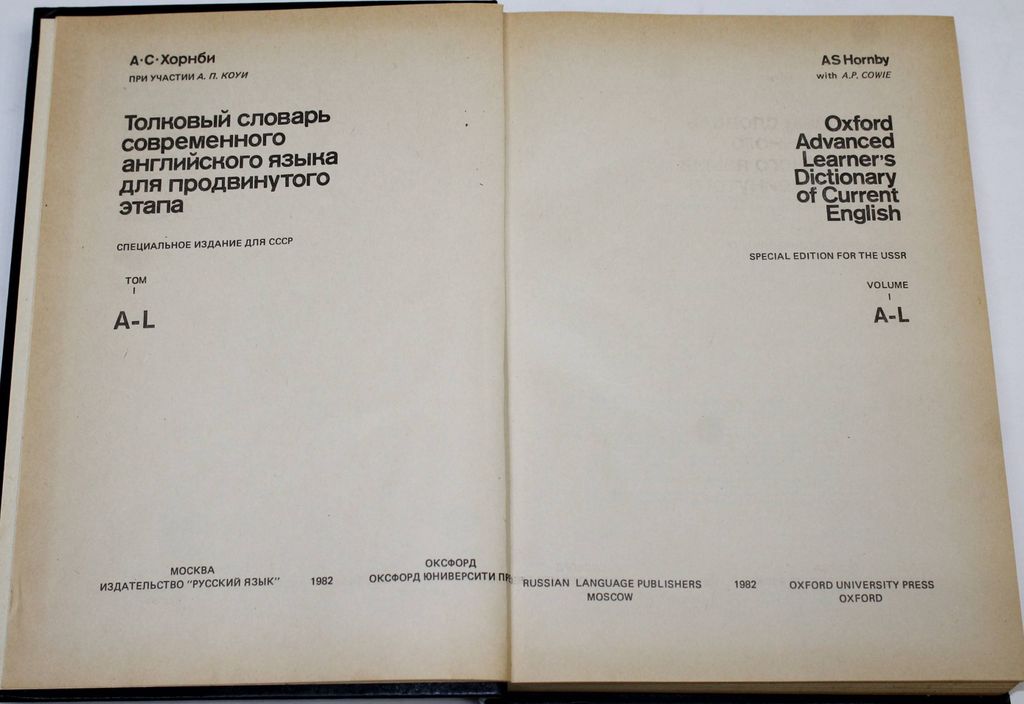 А·С·Хорнби
ПРИ УЧАСТИИ А. П. КОУИ
Толковый словарь
современного
английского языка
для продвинутого
этапа
СПЕЦИАЛЬНОЕ ИЗДАНИЕ ДЛЯ СССР
ТОМ
I
A-L
МОСКВА
ИЗДАТЕЛЬСТВО "РУССКИЙ ЯЗЫК"
1982
ОКСФОРД
ОКСФОРД ЮНИВЕРСИТИ
AS Hornby
with A.P. COWIE
Oxford
Advanced
Learner's
Dictionary
of Current
English
SPECIAL EDITION FOR THE USSR
VOLUME
I
A-L
RUSSIAN LANGUAGE PUBLISHERS
MOSCOW
1982
OXFORD UNIVERSITY PRESS
OXFORD